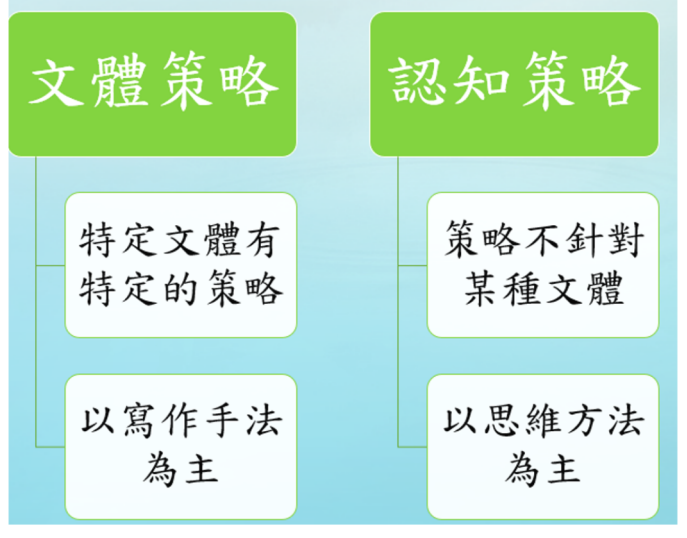 文體策略
特定文體有
特定的策略
以寫作手法
為主
認知策略
策略不針對
某種文體
以思維方法
為主